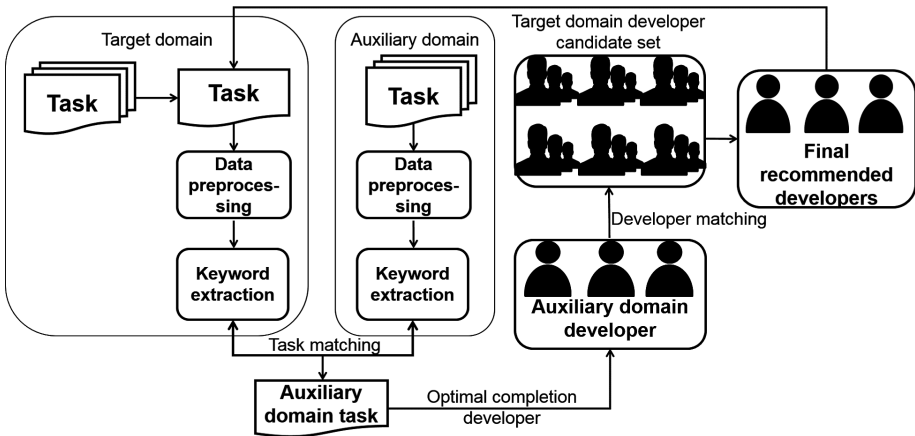 Target domain
Task
Task
Data
preproces-
sing
Keyword
extraction
Auxiliary domain
Task
Data
preproces-
sing
Keyword
extraction
Task matching
Auxiliary
domain task
Optimal completion
developer
Target domain developer
candidate set
Developer matching
Auxiliary domain
developer
Final
recommended
developers